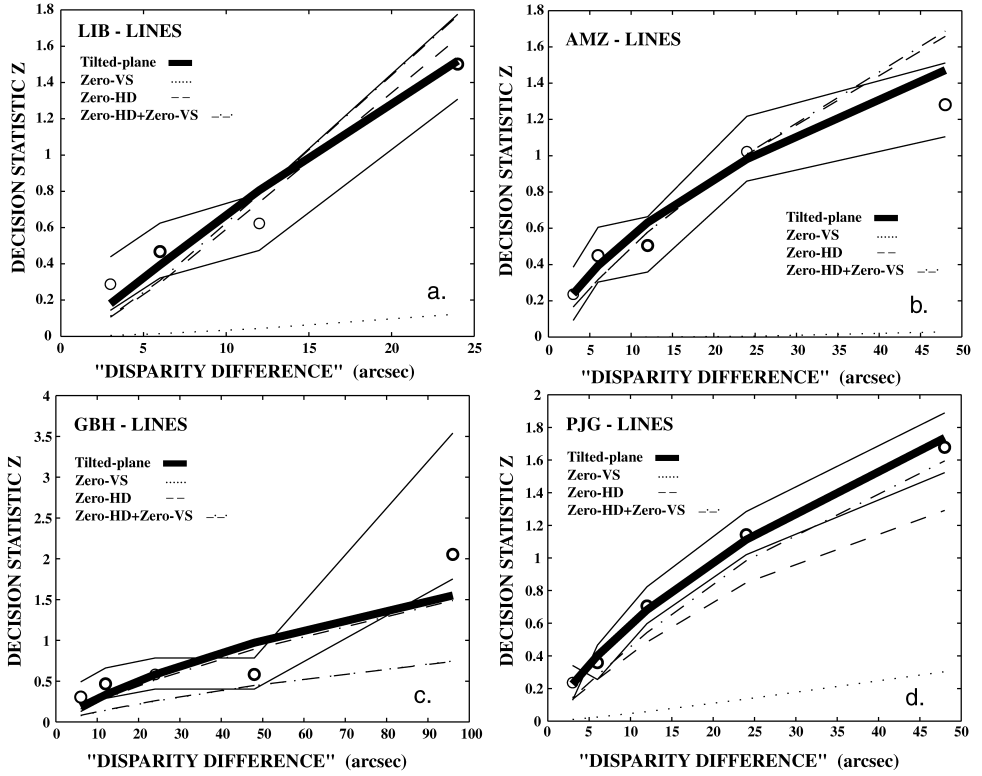 LIB - LINES
Tilted-plane
Zero-VS
Zero-HD
Zero-HD+Zero-VS
DECISION STATISTIC Z
1.8
1.6
1.4
1.2
1
0.8
0.6
0.4
0.2
0
a.
0 5 10 15 20 25
"DISPARITY DIFFERENCE" (arcsec)
AMZ - LINES
DECISION STATISTIC Z
1.8
1.6
1.4
1.2
1
0.8
0.6
0.4
0.2
0
Tilted-plane
Zero-VS
Zero-HD
Zero-HD+Zero-VS
b.
0 5 10 15 20 25 30 35 40 45 50
"DISPARITY DIFFERENCE" (arcsec)
GBH - LINES
Tilted-plane
Zero-VS
Zero-HD
Zero-HD+Zero-VS
DECISION STATISTIC Z
4
3.5
3
2.5
2
1.5
1
0.5
0
c.
0 10 20 30 40 50 60 70 80 90 100
"DISPARITY DIFFERENCE" (arcsec)
PJG - LINES
Tilted-plane
Zero-VS
Zero-HD
Zero-HD+Zero-VS
DECISION STATISTIC Z
2
1.8
1.6
1.4
1.2
1
0.8
0.6
0.4
0.2
0
d.
0 5 10 15 20 25 30 35 40 45 50
"DISPARITY DIFFERENCE" (arcsec)